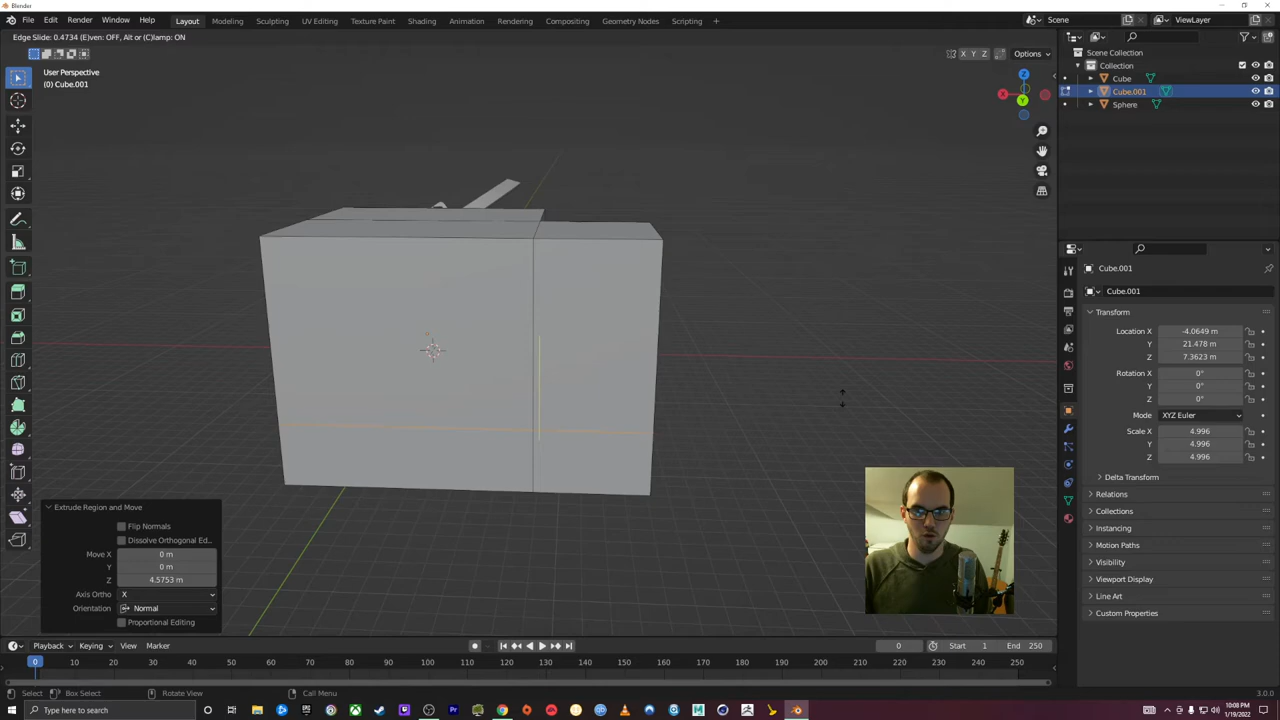 Blender
File Edit Render Window Help Layout Modeling Sculpting UV Editing Texture Paint Shading Animation Rendering Compositing Geometry Nodes Scripting Scene ViewLayer
Edge Slide: 0.4734 (E)ven: OFF, Alt or (C)lamp: ON
X Y Z Options
User Perspective
(0) Cube.001
Z
X
Y
Scene Collection
Collection
Cube
Cube.001
Sphere
Cube.001
Cube.001
Transform
Location X -4.0649 m
Y 21.478 m
Z 7.3623 m
Rotation X 0°
Y 0°
Z 0°
Mode XYZ Euler
Scale X 4.996
Y 4.996
Z 4.996
Delta Transform
Relations
Collections
Instancing
Motion Paths
Visibility
Viewport Display
Line Art
Custom Properties
Extrude Region and Move
Flip Normals
Dissolve Orthogonal Ed..
Move X 0 m
Y 0 m
Z 4.5753 m
Axis Ortho X
Orientation Normal
Proportional Editing
Playback Keying View Marker 0 Start 1 End 250
0 10 20 30 40 50 60 70 80 90 100 110 120 130 140 150 160 170 180 190 200 210 220 230 240 250
Select Box Select Rotate View Call Menu 3.0.0
Type here to search
10:08 PM
1/19/2022